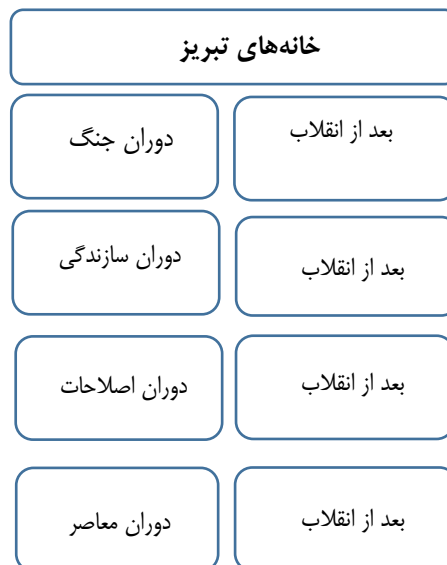 خانه‌های تبریز
بعد از انقلاب
دوران جنگ
بعد از انقلاب
دوران سازندگی
بعد از انقلاب
دوران اصلاحات
بعد از انقلاب
دوران معاصر